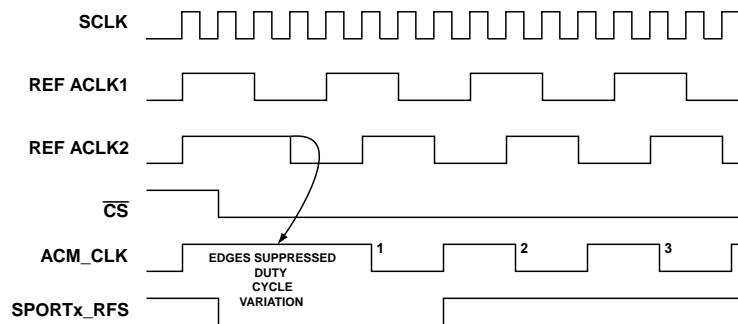 SCLK
REF ACLK1
REF ACLK2
CS
ACM_CLK
1
2
3
EDGES SUPPRESSED
DUTY
CYCLE
VARIATION
SPORTx_RFS